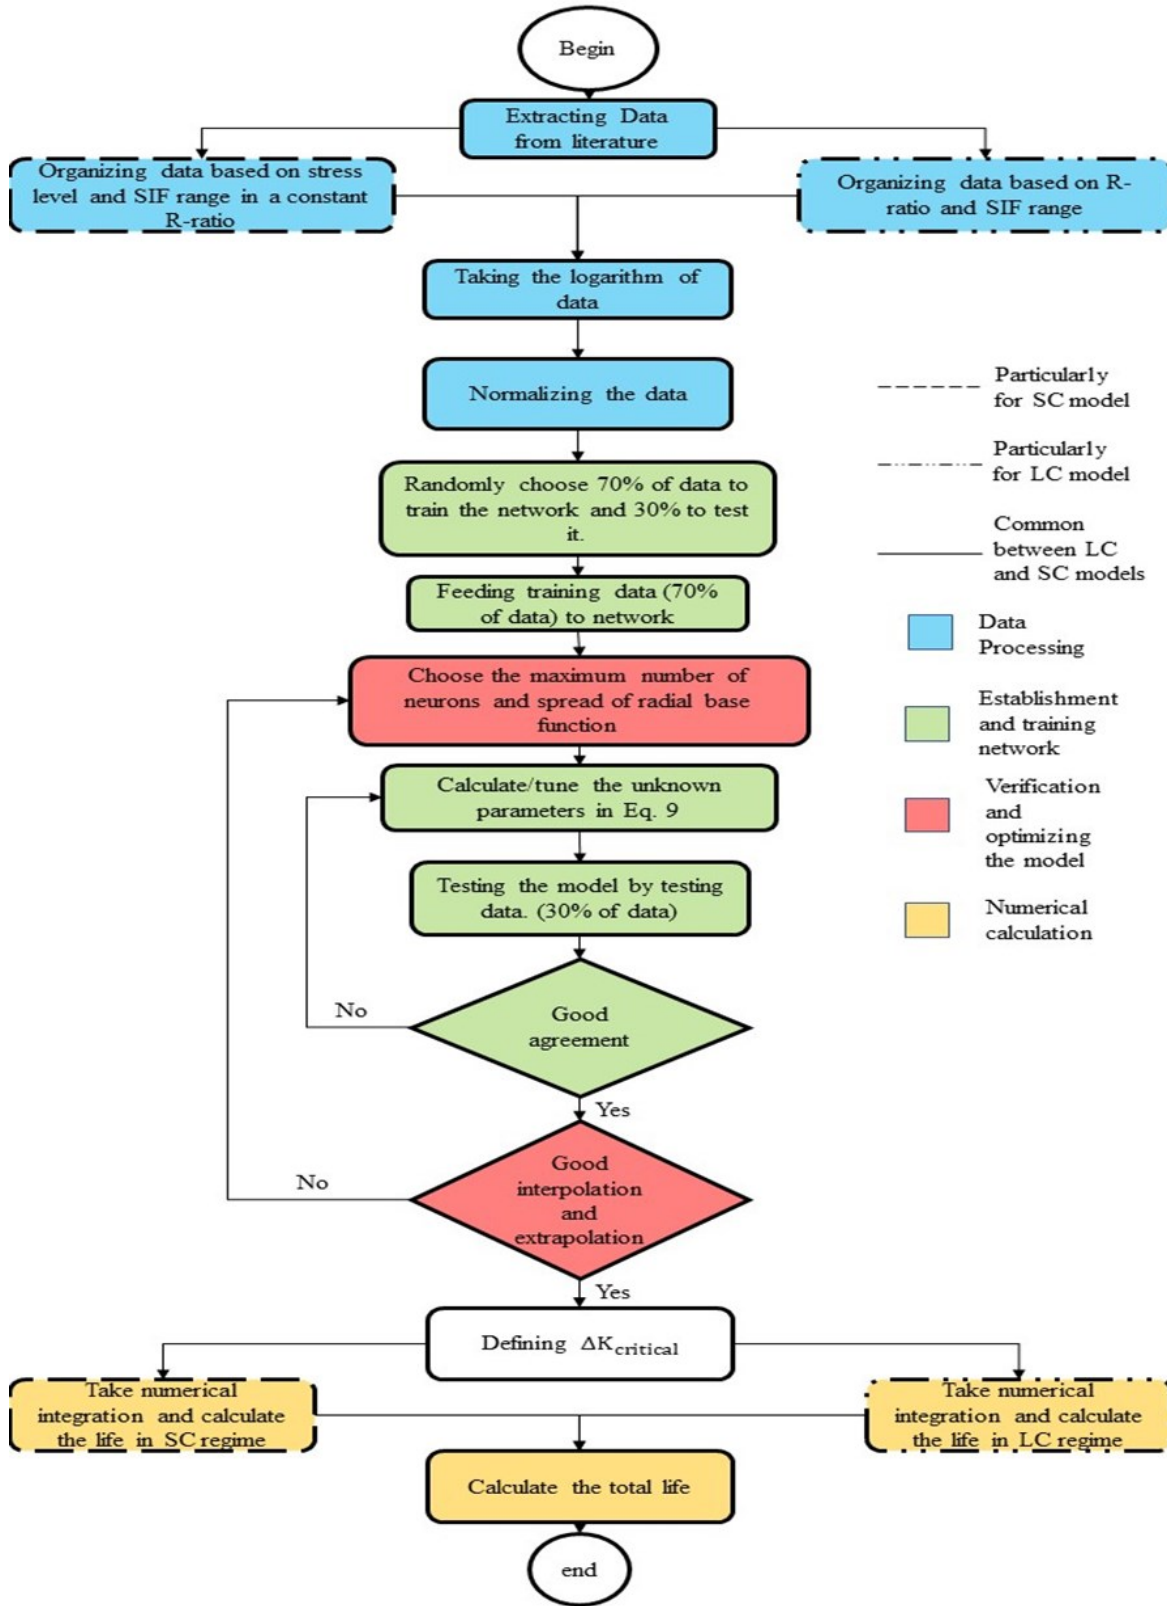 Begin
Extracting Data
from literature
Organizing data based on stress
level and SIF range in a constant
R-ratio
Organizing data based on R-
ratio and SIF range
Taking the logarithm of
data
Normalizing the data
Particularly
for SC model
Particularly
for LC model
Common
between LC
and SC models
Data
Processing
Establishment
and training
network
Verification
and
optimizing
the model
Numerical
calculation
Randomly choose 70% of data to
train the network and 30% to test
it.
Feeding training data (70%
of data) to network
Choose the maximum number of
neurons and spread of radial base
function
Calculate/tune the unknown
parameters in Eq. 9
Testing the model by testing
data. (30% of data)
Good
agreement
No
Yes
Good
interpolation
and
extrapolation
No
Yes
Defining ΔKcritical
Take numerical
integration and calculate
the life in SC regime
Take numerical
integration and calculate
the life in LC regime
Calculate the total life
end